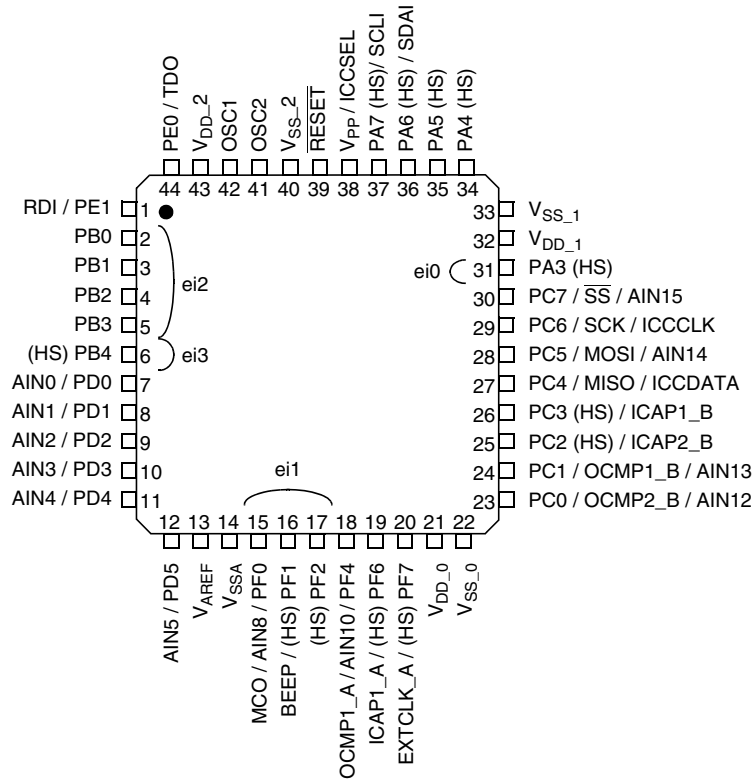 PE0 / TDO
VDD_2
OSC1
OSC2
VSS_2
RESET
VPP / ICCSEL
PA7 (HS)/ SCLI
PA6 (HS) / SDAI
PA5 (HS)
PA4 (HS)
44 43 42 41 40 39 38 37 36 35 34
RDI / PE1 1
PB0 2
PB1 3
PB2 4
PB3 5
(HS) PB4 6
AIN0 / PD0 7
AIN1 / PD1 8
AIN2 / PD2 9
AIN3 / PD3 10
AIN4 / PD4 11
ei2
ei3
ei0
ei1
33 VSS_1
32 VDD_1
31 PA3 (HS)
30 PC7 / SS / AIN15
29 PC6 / SCK / ICCCLK
28 PC5 / MOSI / AIN14
27 PC4 / MISO / ICCDATA
26 PC3 (HS) / ICAP1_B
25 PC2 (HS) / ICAP2_B
24 PC1 / OCMP1_B / AIN13
23 PC0 / OCMP2_B / AIN12
12 13 14 15 16 17 18 19 20 21 22
AIN5 / PD5
VAREF
VSSA
MCO / AIN8 / PF0
BEEP / (HS) PF1
(HS) PF2
OCMP1_A / AIN10 / PF4
ICAP1_A / (HS) PF6
EXTCLK_A / (HS) PF7
VDD_0
VSS_0